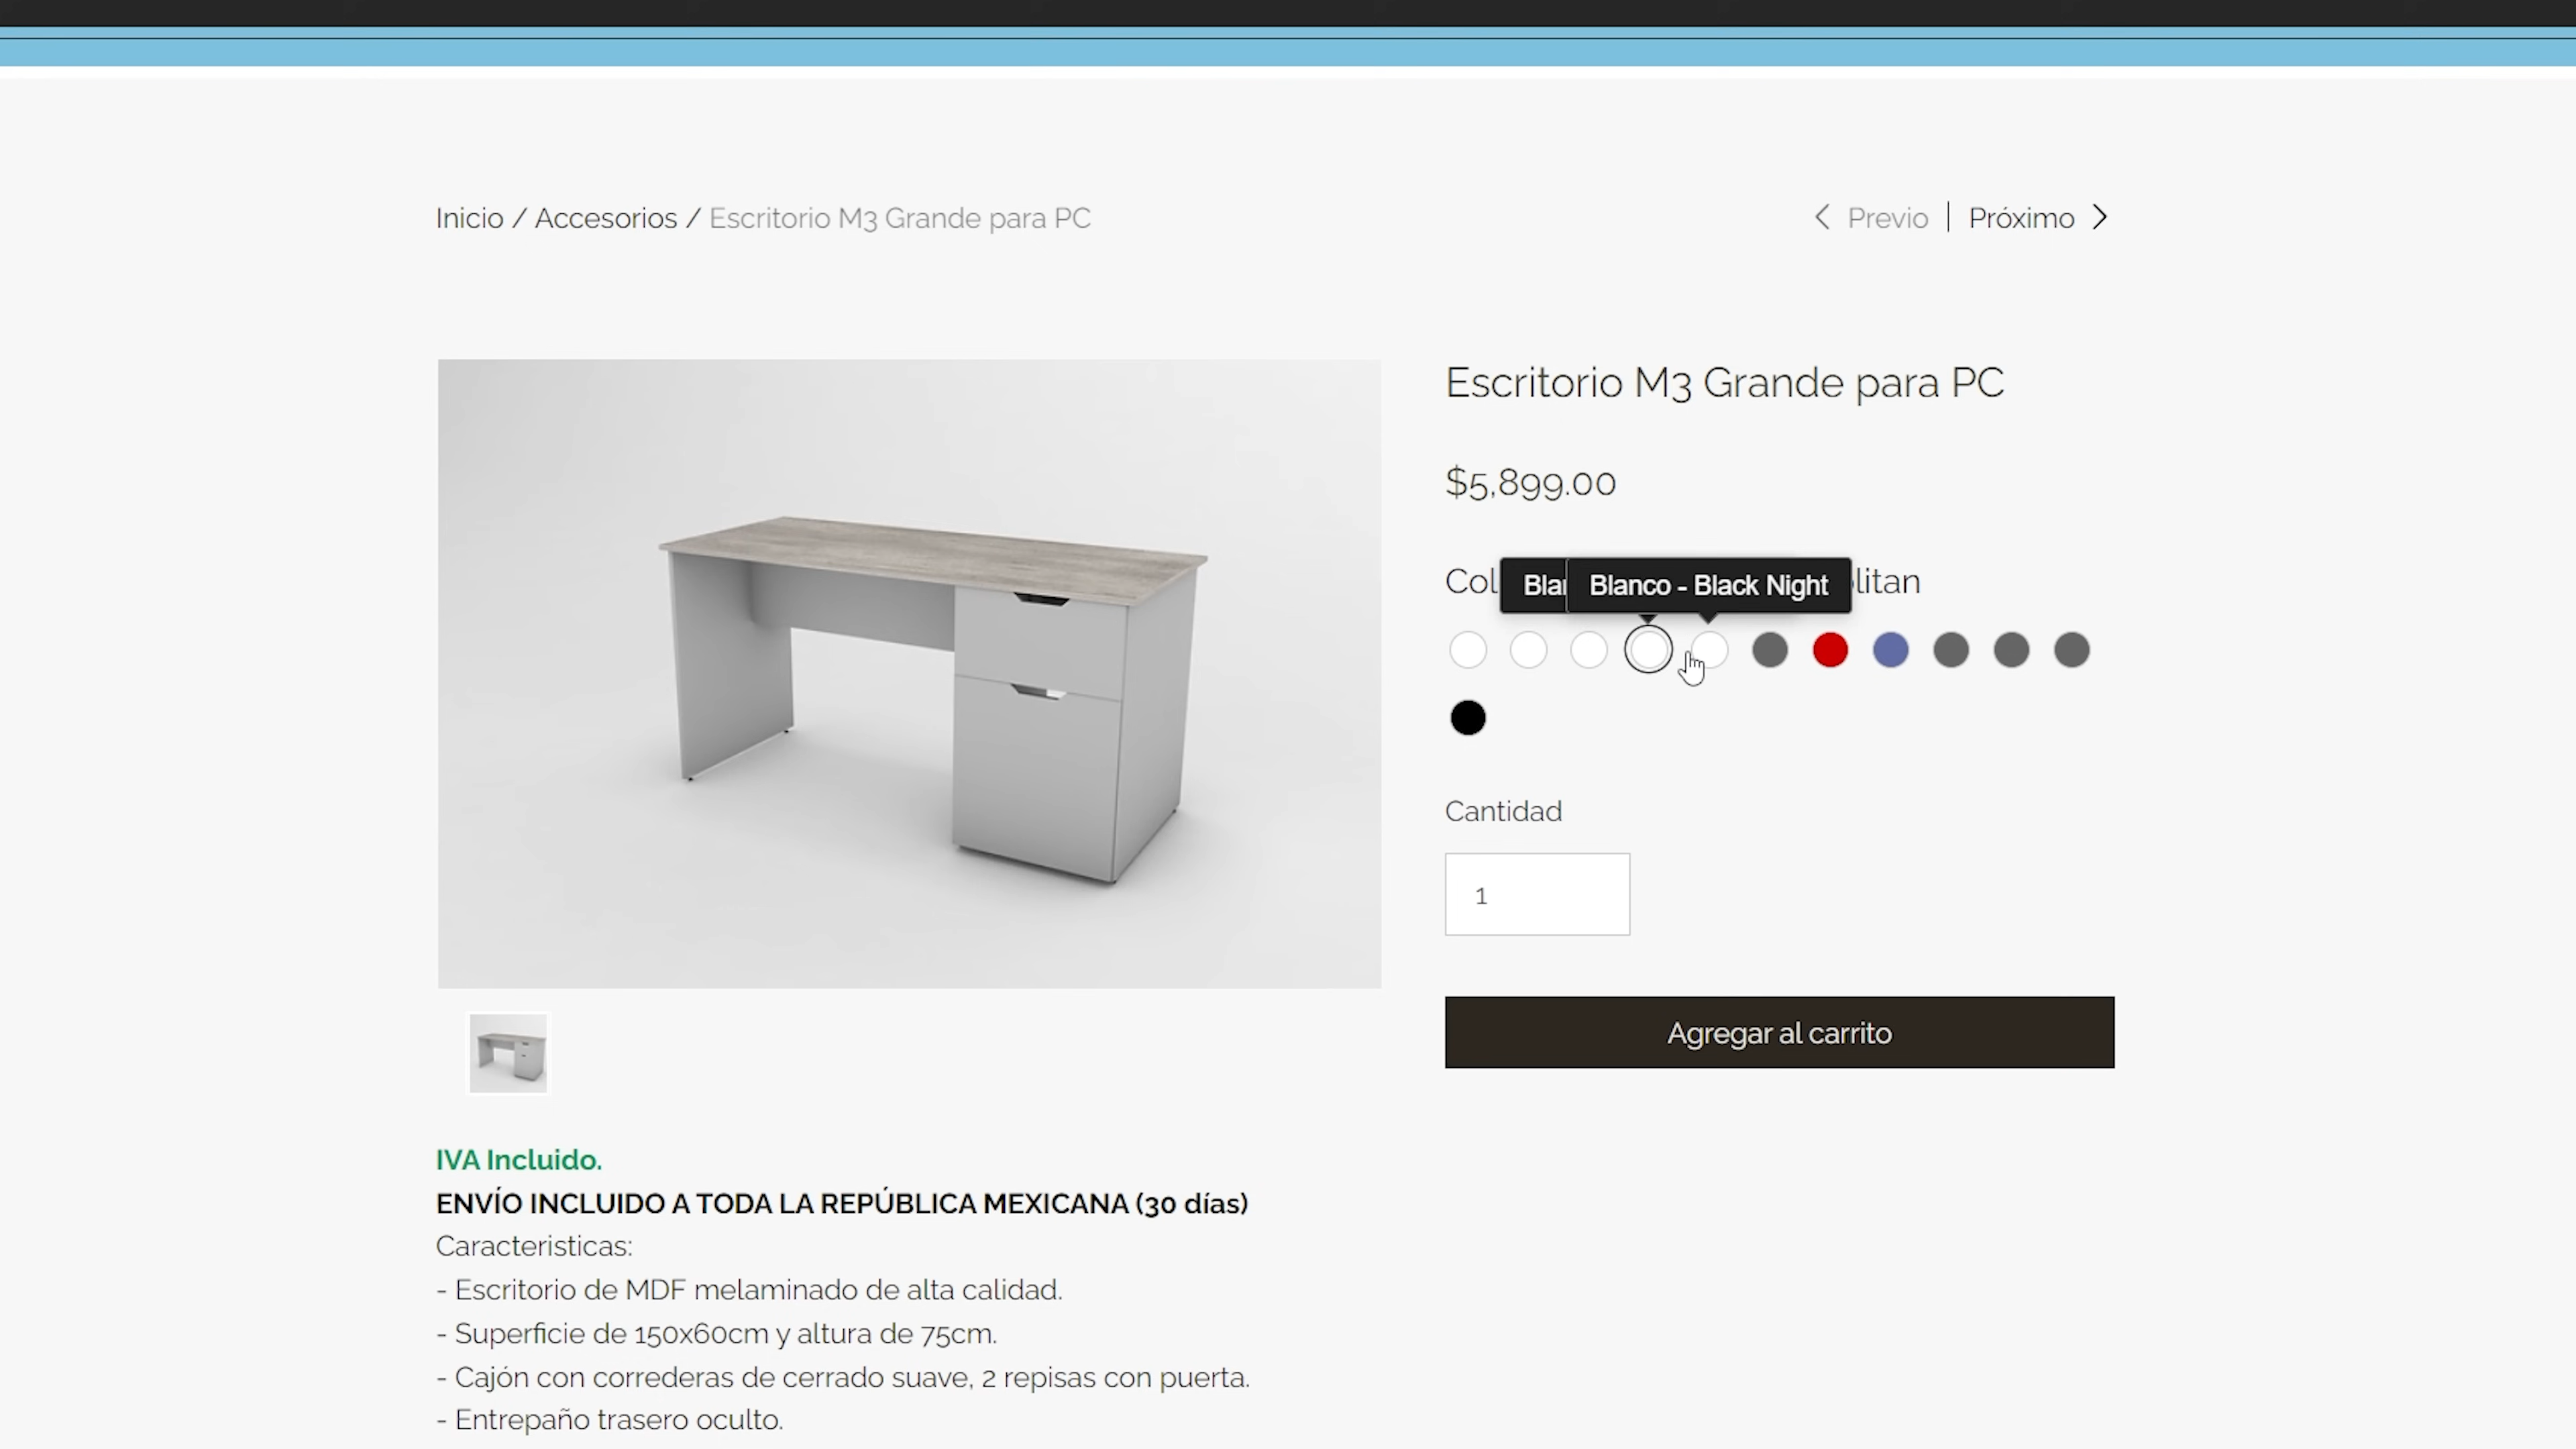 Inicio / Accesorios / Escritorio M3 Grande para PC
Previo | Próximo
Escritorio M3 Grande para PC
$5,899.00
Blanco - Black Night
Cantidad
1
Agregar al carrito
IVA Incluido.
ENVÍO INCLUIDO A TODA LA REPÚBLICA MEXICANA (30 días)
Caracteristicas:
- Escritorio de MDF melaminado de alta calidad.
- Superficie de 150x60cm y altura de 75cm.
- Cajón con correderas de cerrado suave, 2 repisas con puerta.
- Entrepaño trasero oculto.